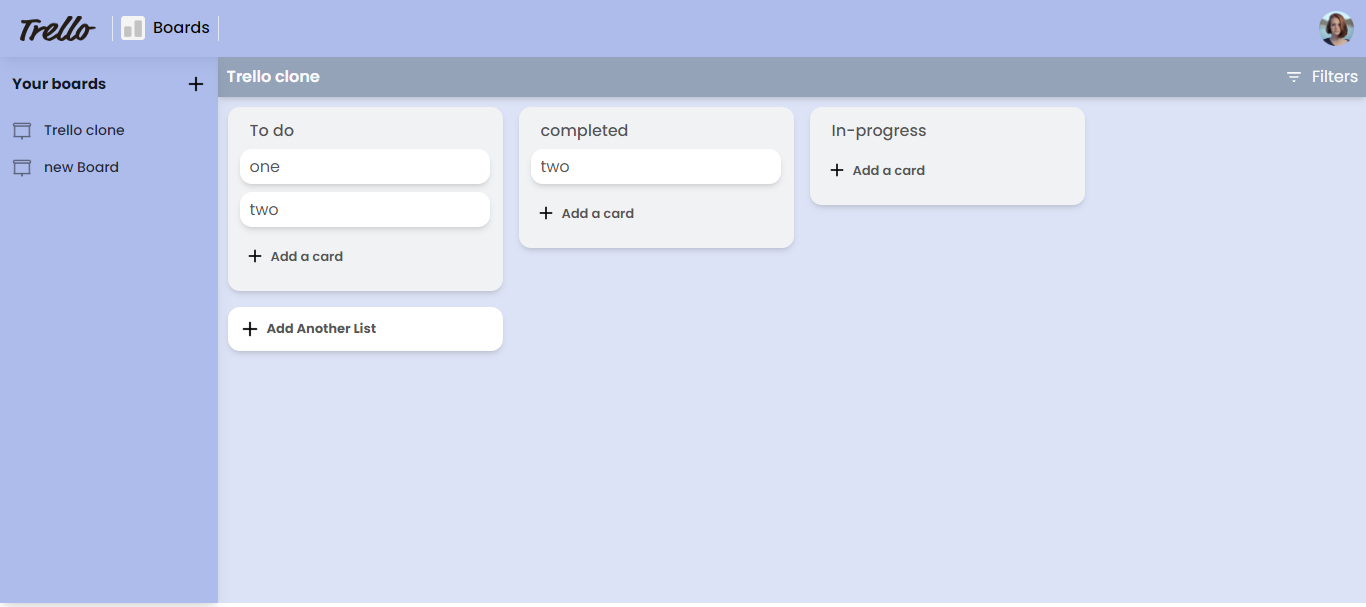 Trello
Boards
Your boards
Trello clone
new Board
Trello clone
Filters
To do
one
two
Add a card
Add Another List
completed
two
Add a card
In-progress
Add a card